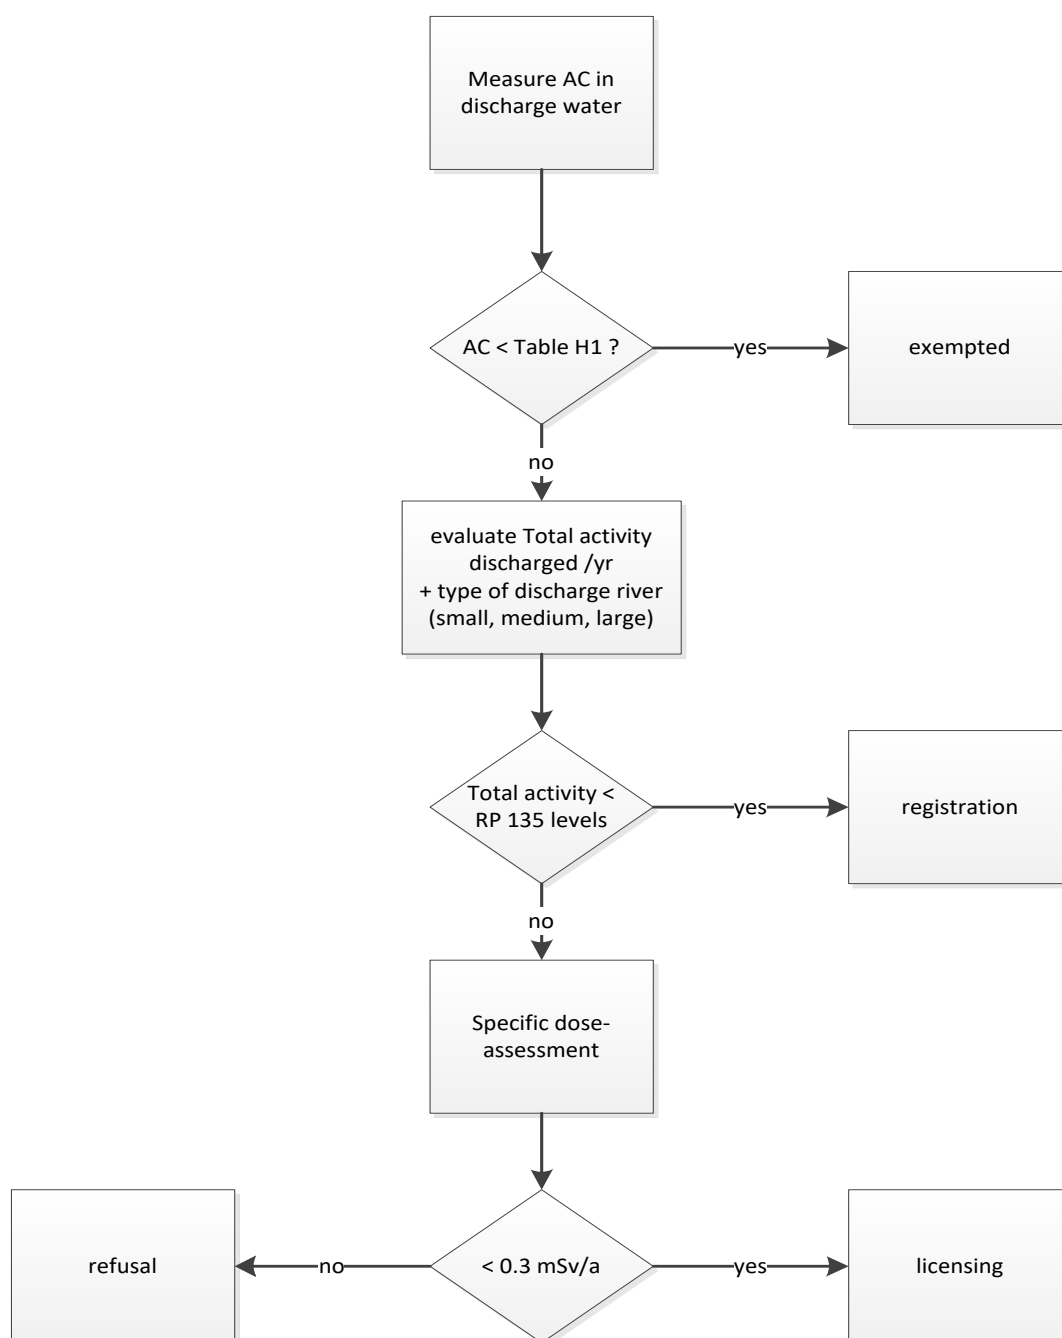 Measure AC in
discharge water
AC < Table H1 ?
yes
exempted
no
evaluate Total activity
discharged /yr
+ type of discharge river
(small, medium, large)
Total activity <
RP 135 levels
yes
registration
no
Specific dose-
assessment
refusal
no
< 0.3 mSv/a
yes
licensing